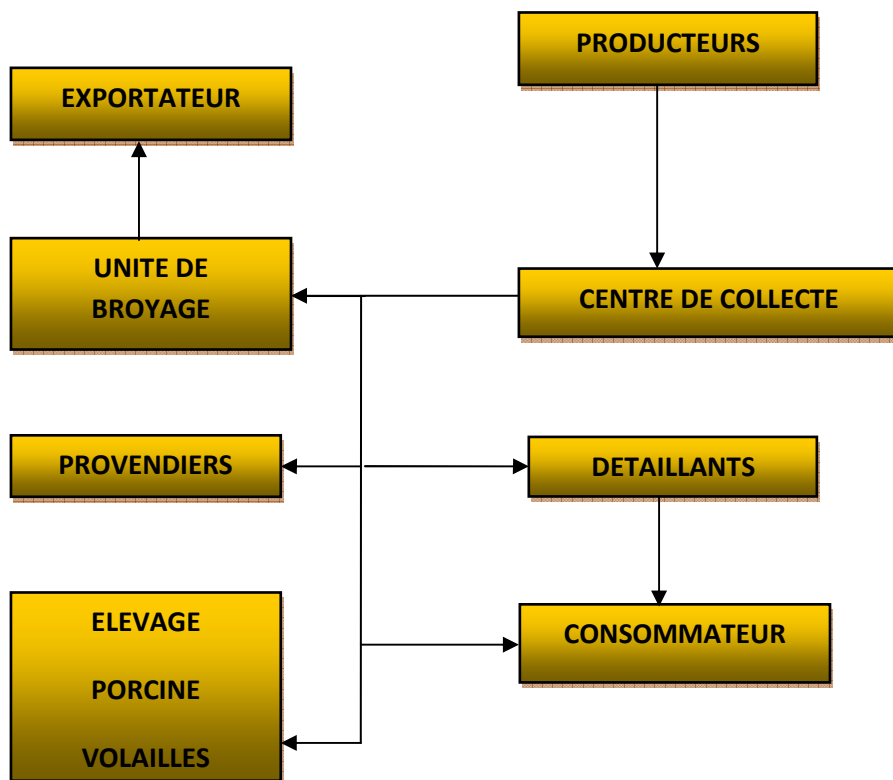 PRODUCTEURS
EXPORTATEUR
UNITE DE
BROYAGE
CENTRE DE COLLECTE
PROVENDIERS
DETAILLANTS
ELEVAGE
PORCINE
VOLAILLES
CONSOMMATEUR